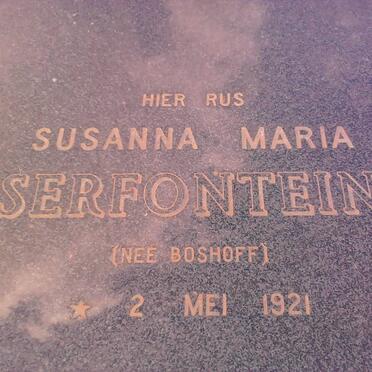 HIER RUS
SUSANNA MARIA
SERFONTEIN
(NEE BOSHOFF)
★ 2 MEI 1921